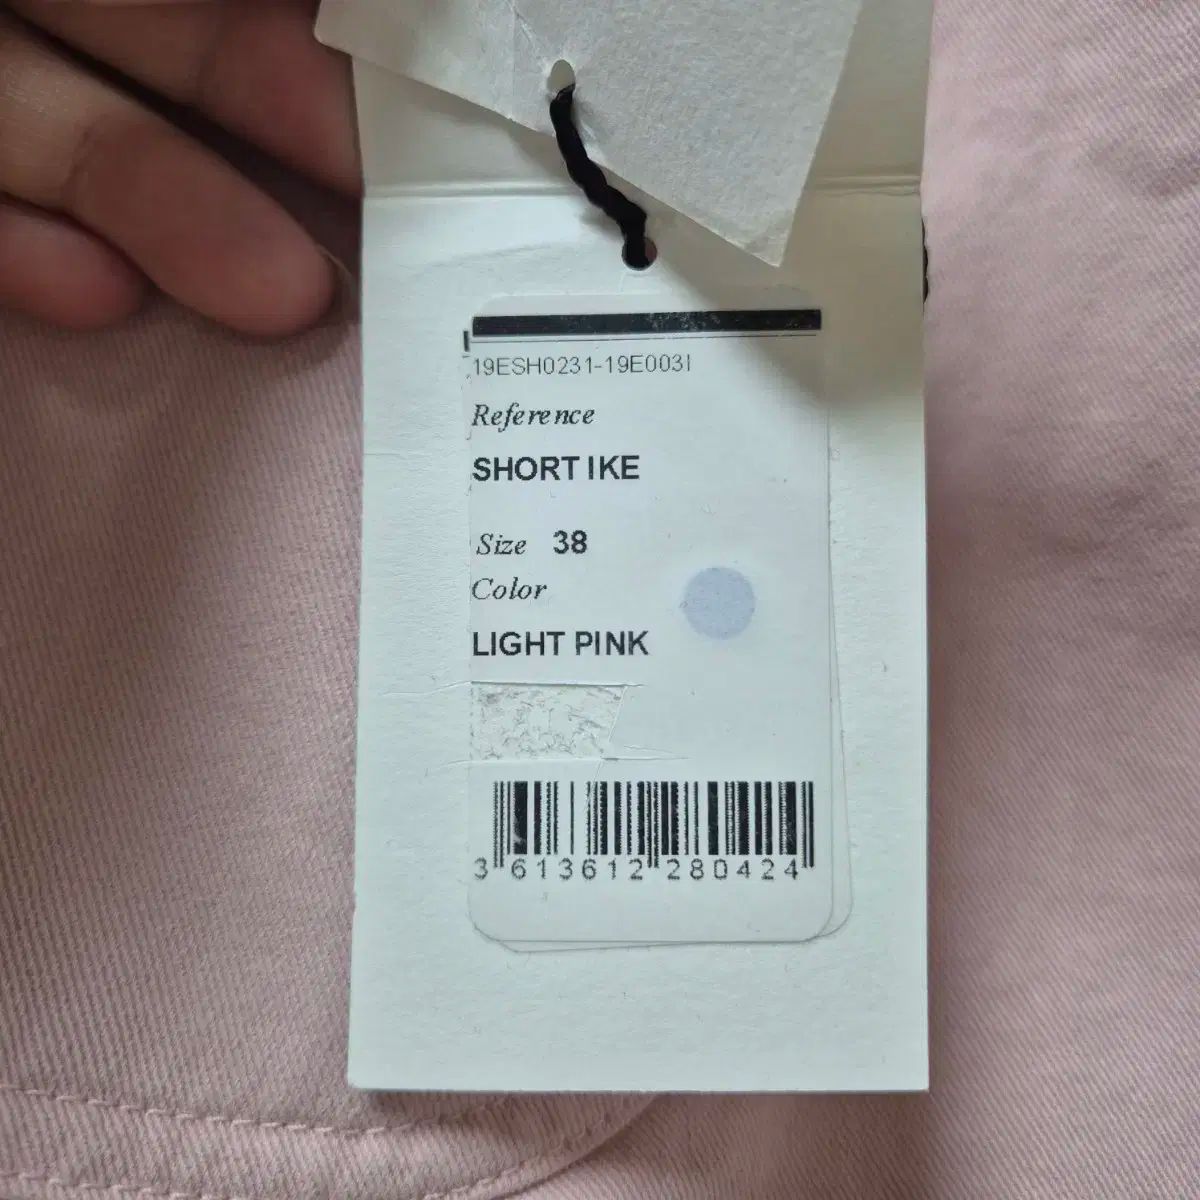 19ESH0231-19E003I
Reference
SHORT IKE
Size 38
Color
LIGHT PINK
3 613612 280424